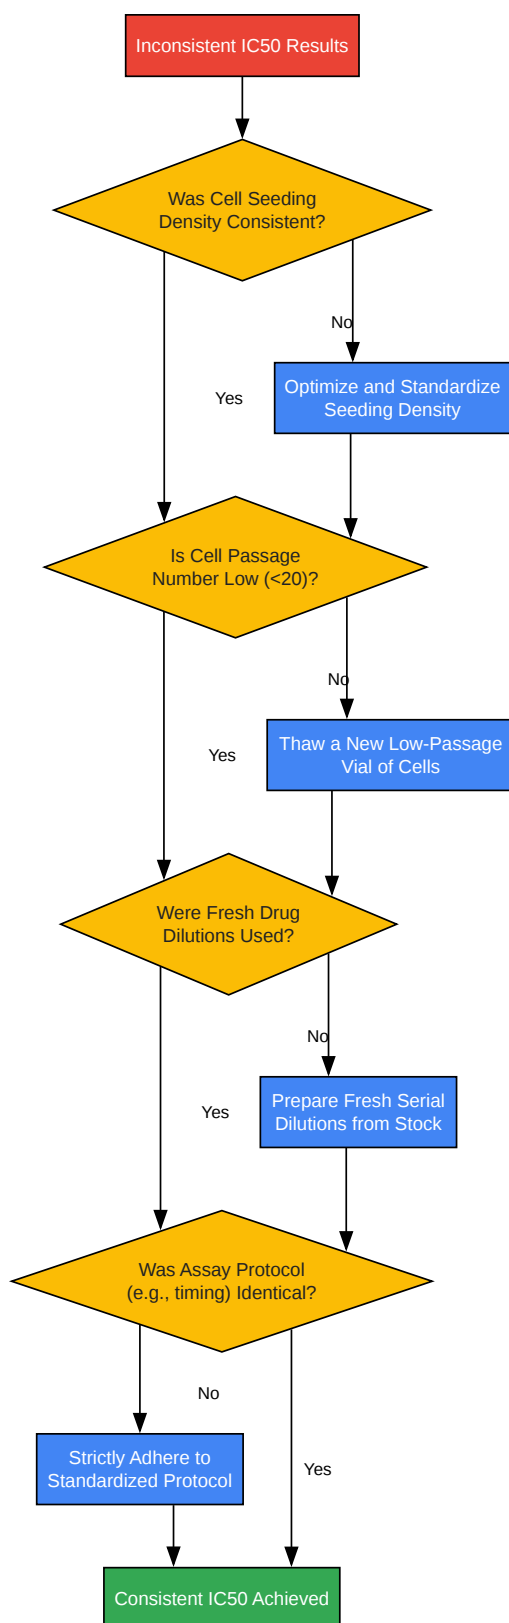 Inconsistent IC50 Results
Was Cell Seeding
Density Consistent?
No
Yes
Optimize and Standardize
Seeding Density
Is Cell Passage
Number Low (<20)?
No
Yes
Thaw a New Low-Passage
Vial of Cells
Were Fresh Drug
Dilutions Used?
No
Yes
Prepare Fresh Serial
Dilutions from Stock
Was Assay Protocol
(e.g., timing) Identical?
No
Yes
Strictly Adhere to
Standardized Protocol
Consistent IC50 Achieved